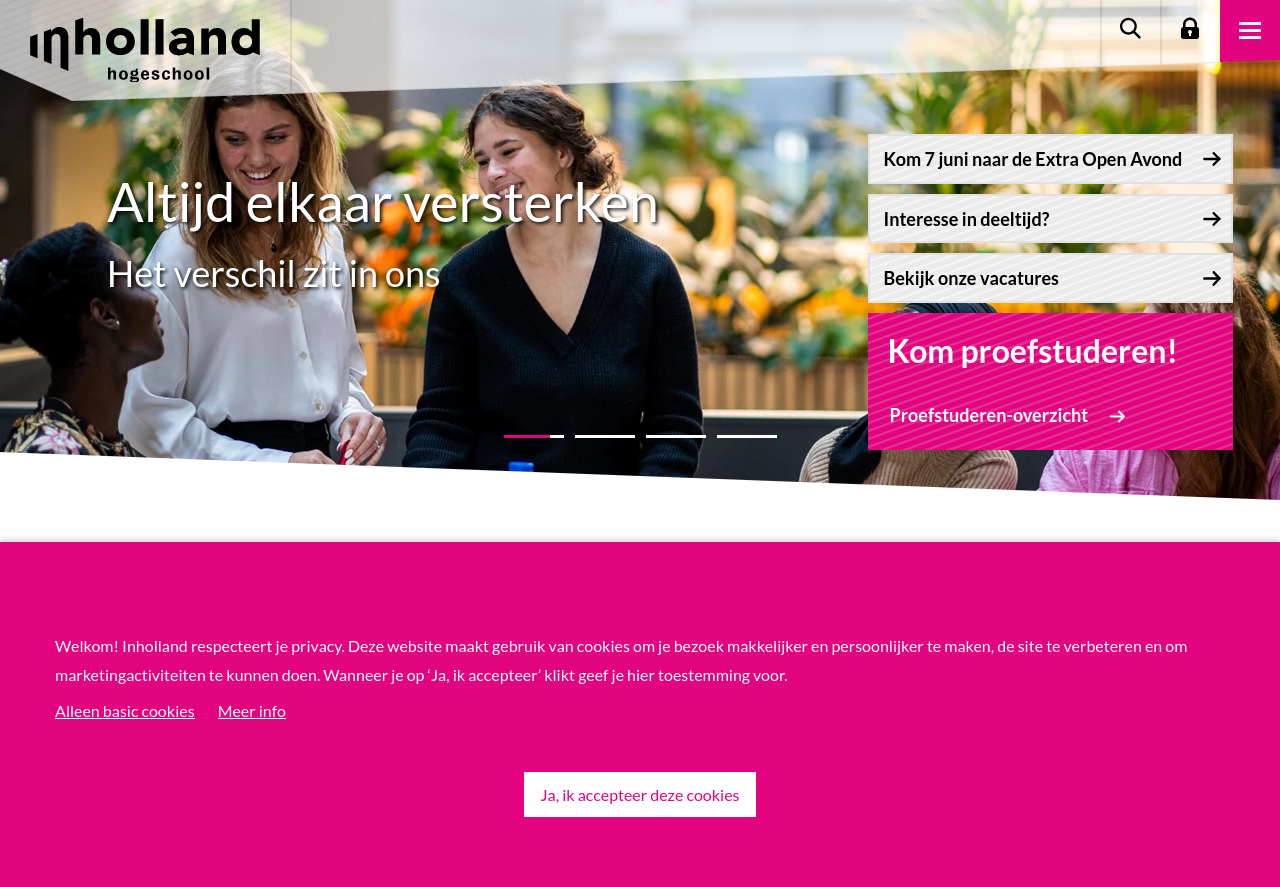 inholland
hogeschool
Altijd elkaar versterken
Het verschil zit in ons
Kom 7 juni naar de Extra Open Avond
Interesse in deeltijd?
Bekijk onze vacatures
Kom proefstuderen!
Proefstuderen-overzicht
Welkom! Inholland respecteert je privacy. Deze website maakt gebruik van cookies om je bezoek makkelijker en persoonlijker te maken, de site te verbeteren en om
marketingactiviteiten te kunnen doen. Wanneer je op ‘Ja, ik accepteer’ klikt geef je hier toestemming voor.
Alleen basic cookies Meer info
Ja, ik accepteer deze cookies